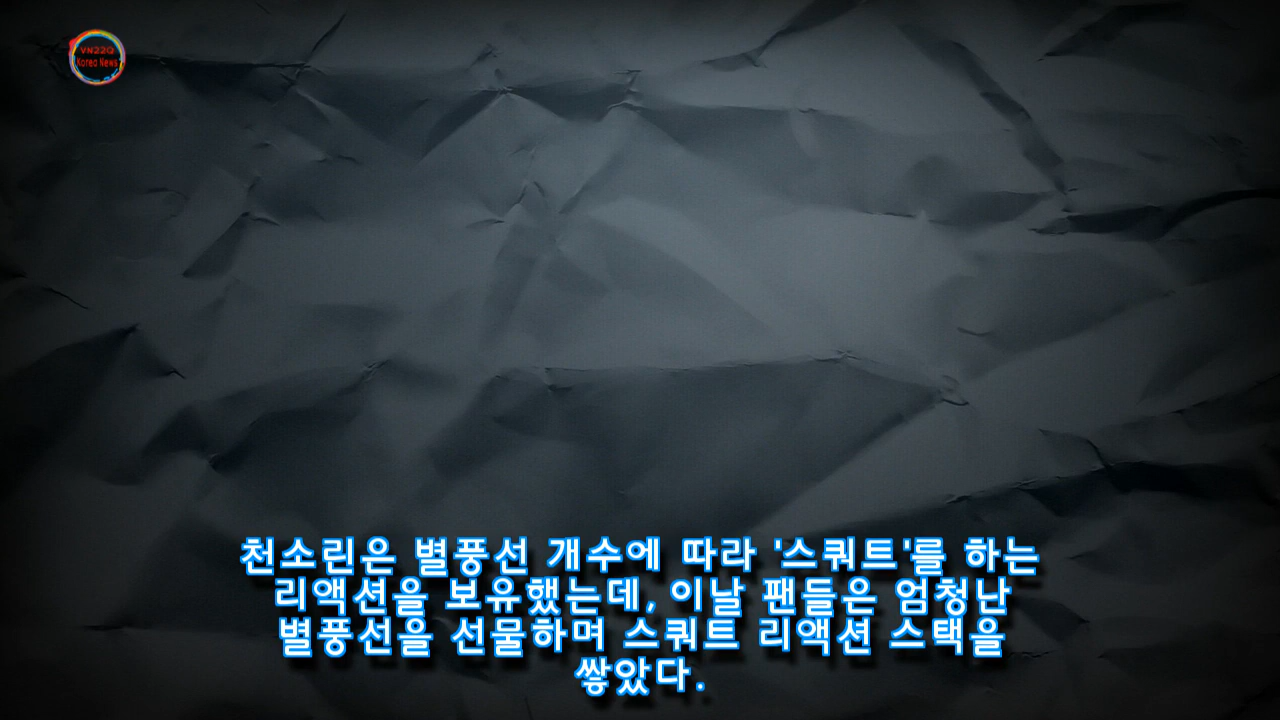 VN22Q
Korea News
천소린은 별풍선 개수에 따라 '스쿼트'를 하는
리액션을 보유했는데, 이날 팬들은 엄청난
별풍선을 선물하며 스쿼트 리액션 스택을
쌓았다.